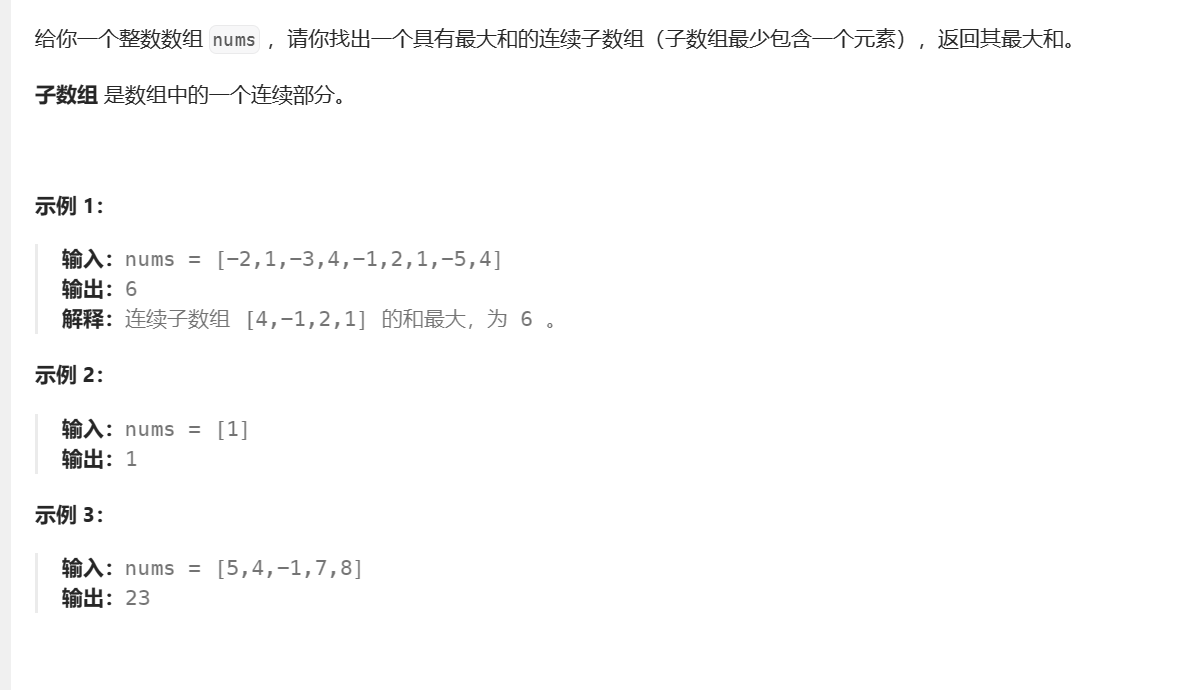 给你一个整数数组 nums ，请你找出一个具有最大和的连续子数组（子数组最少包含一个元素），返回其最大和。
子数组 是数组中的一个连续部分。
示例 1：
输入：nums = [-2,1,-3,4,-1,2,1,-5,4]
输出：6
解释：连续子数组 [4,-1,2,1] 的和最大，为 6 。
示例 2：
输入：nums = [1]
输出：1
示例 3：
输入：nums = [5,4,-1,7,8]
输出：23